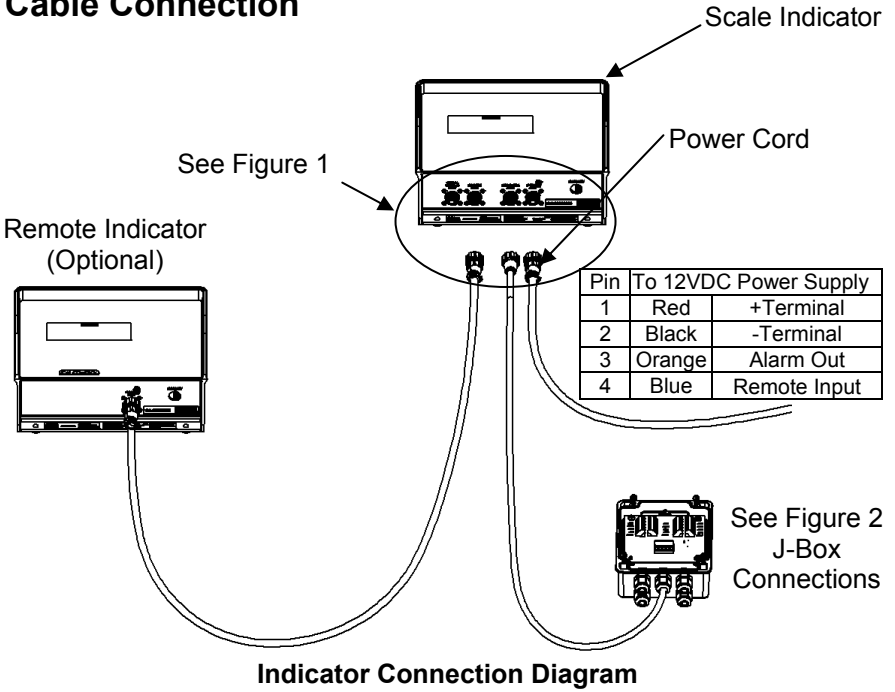 Cable Connection
Scale Indicator
Power Cord
See Figure 1
Remote Indicator
(Optional)
Pin To 12VDC Power Supply
1 Red +Terminal
2 Black -Terminal
3 Orange Alarm Out
4 Blue Remote Input
See Figure 2
J-Box
Connections
Indicator Connection Diagram